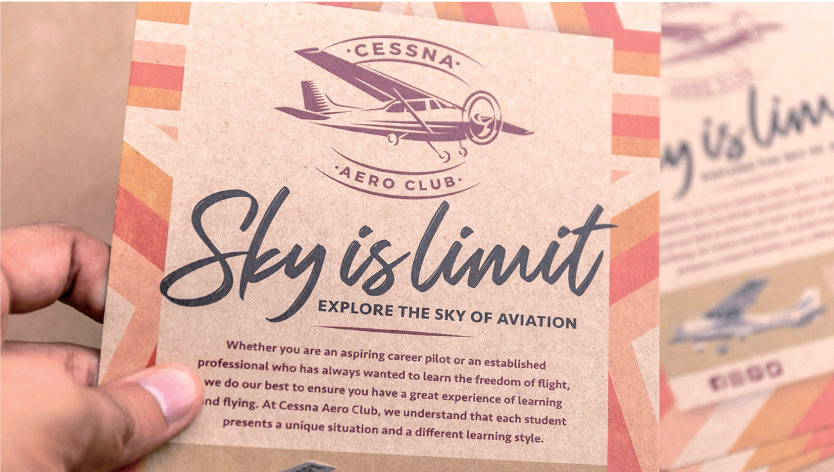 ·CESSNA·
·AERO CLUB·
Sky is limit
EXPLORE THE SKY OF AVIATION
Whether you are an aspiring career pilot or an established
professional who has always wanted to learn the freedom of flight,
we do our best to ensure you have a great experience of learning
and flying. At Cessna Aero Club, we understand that each student
presents a unique situation and a different learning style.
y is lim